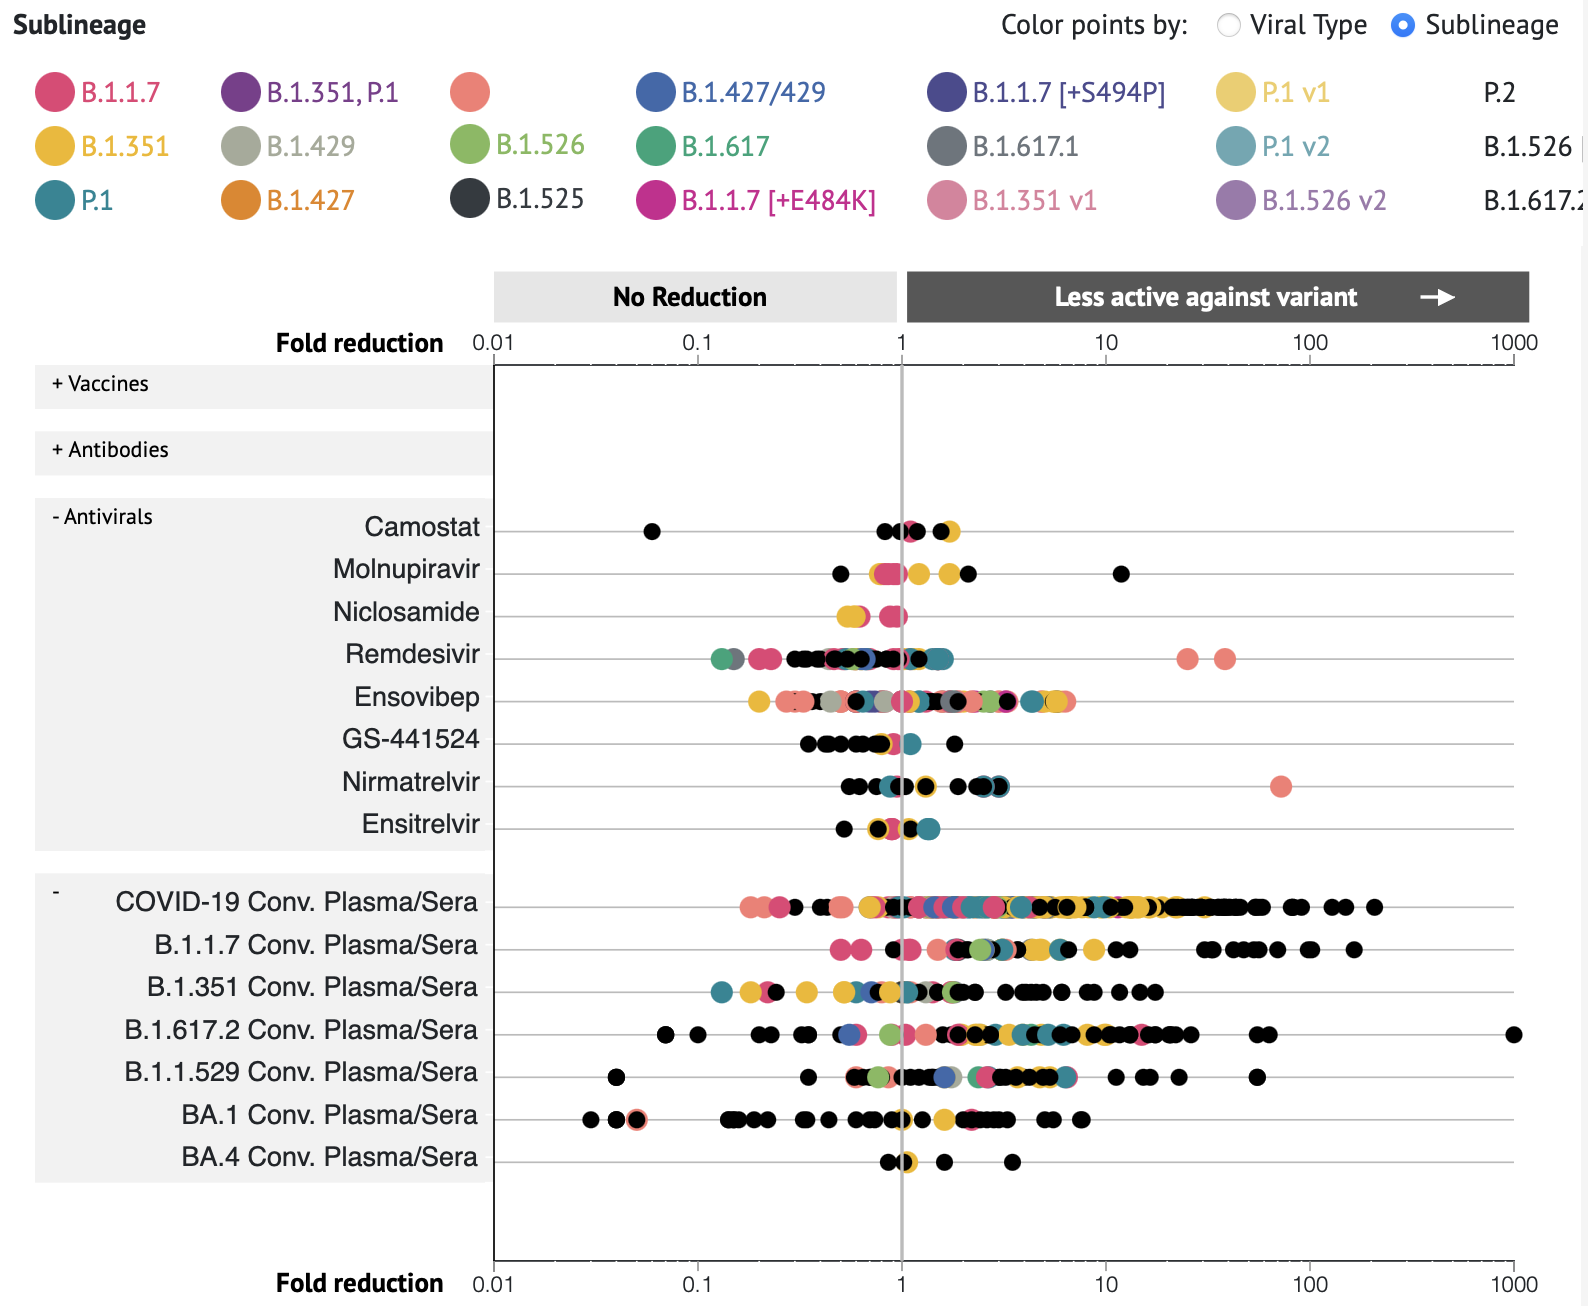 Sublineage Color points by: Viral Type Sublineage
B.1.1.7 B.1.351, P.1 B.1.427/429 B.1.1.7 [+S494P] P.1 v1 P.2
B.1.351 B.1.429 B.1.526 B.1.617 B.1.617.1 P.1 v2 B.1.526
P.1 B.1.427 B.1.525 B.1.1.7 [+E484K] B.1.351 v1 B.1.526 v2 B.1.617.2
No Reduction Less active against variant →
Fold reduction 0.01 0.1 1 10 100 1000
+ Vaccines
+ Antibodies
- Antivirals
Camostat
Molnupiravir
Niclosamide
Remdesivir
Ensovibep
GS-441524
Nirmatrelvir
Ensitrelvir
-
COVID-19 Conv. Plasma/Sera
B.1.1.7 Conv. Plasma/Sera
B.1.351 Conv. Plasma/Sera
B.1.617.2 Conv. Plasma/Sera
B.1.1.529 Conv. Plasma/Sera
BA.1 Conv. Plasma/Sera
BA.4 Conv. Plasma/Sera
Fold reduction 0.01 0.1 1 10 100 1000